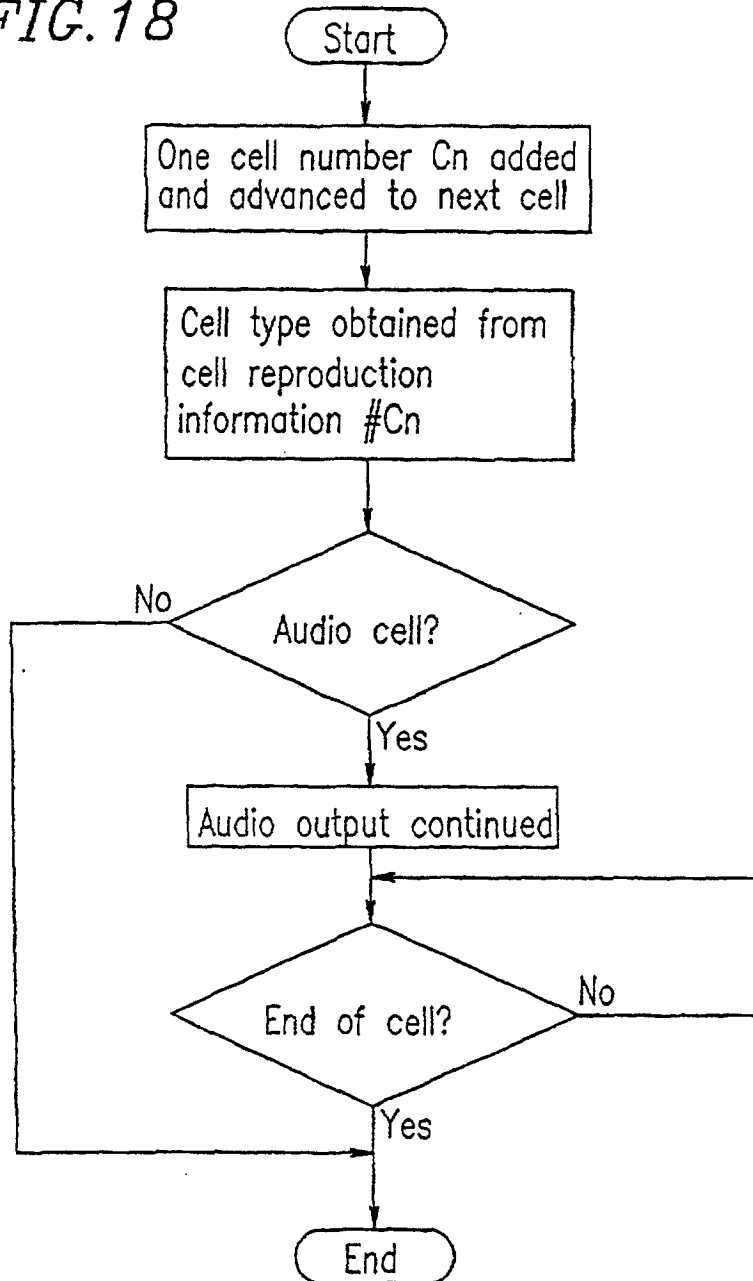 FIG.18
Start
One cell number Cn added
and advanced to next cell
Cell type obtained from
cell reproduction
information #Cn
No
Audio cell?
Yes
Audio output continued
End of cell?
No
Yes
End